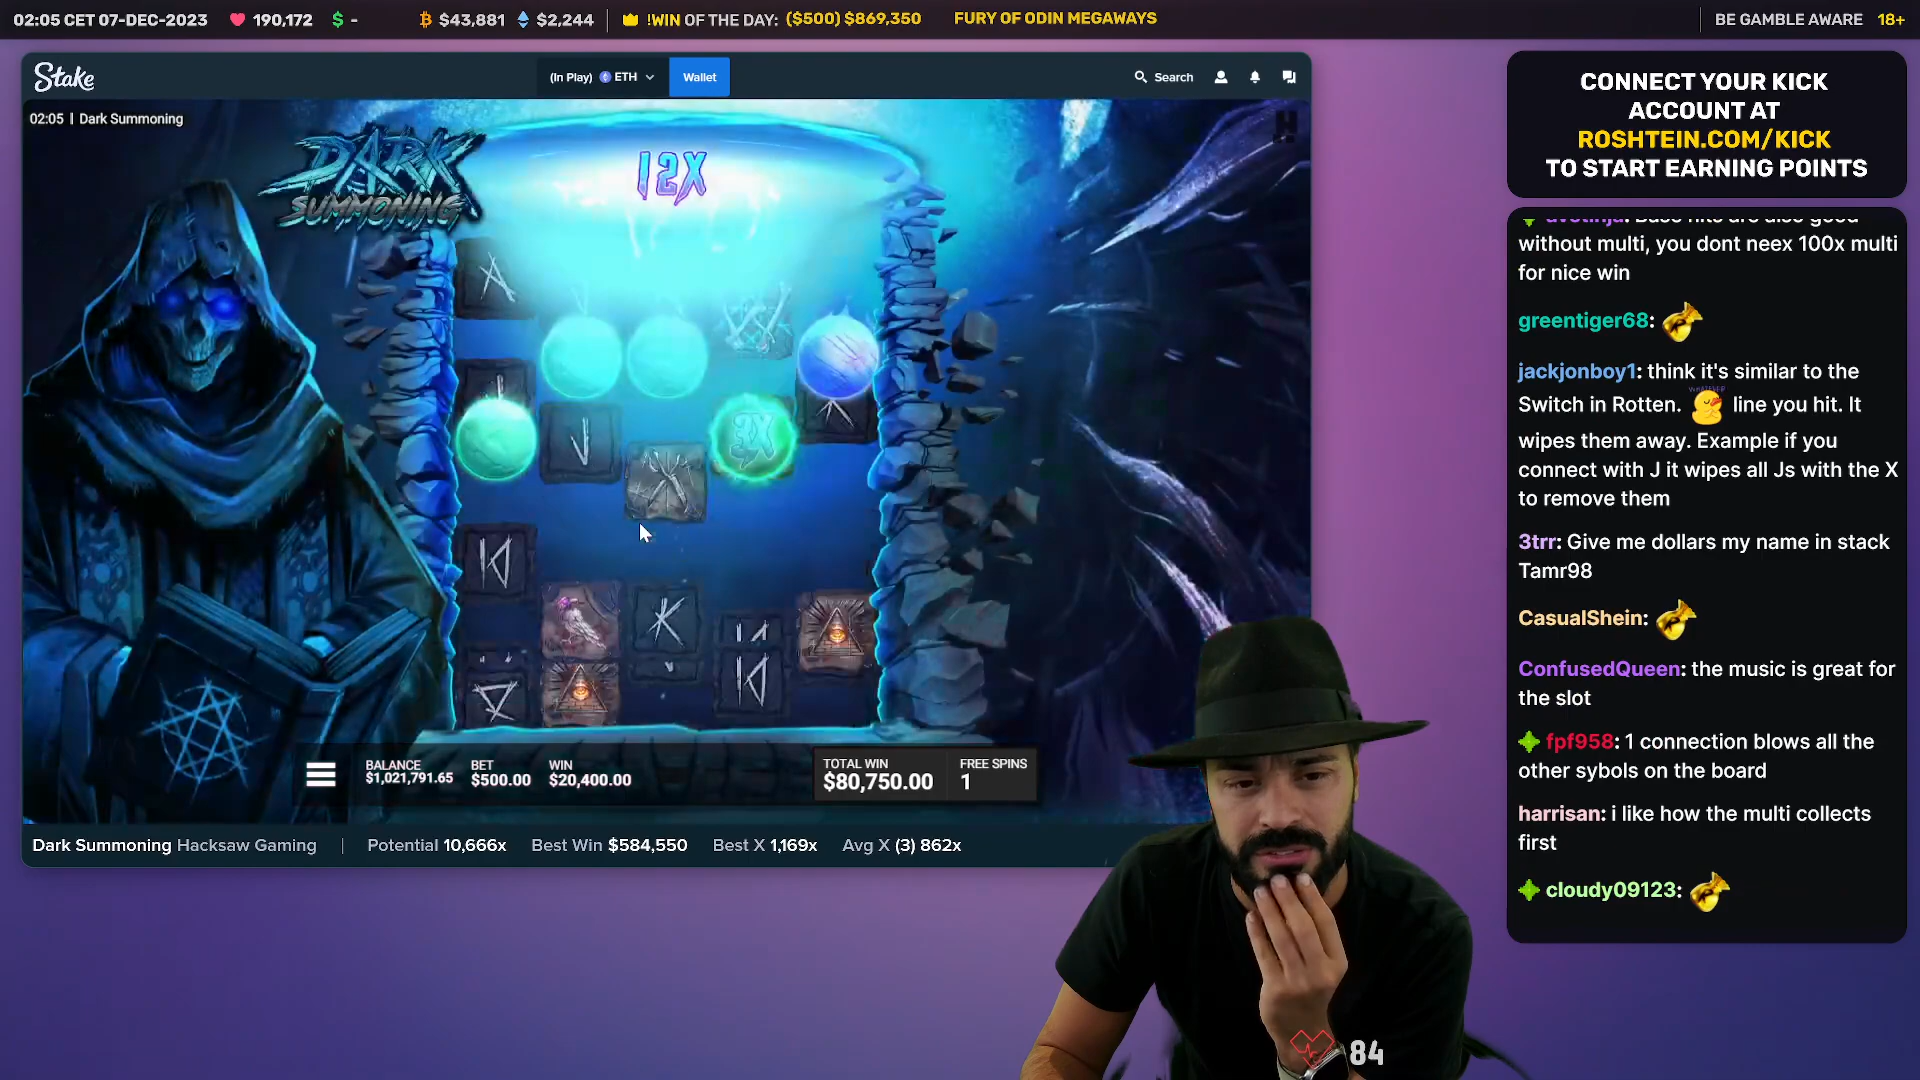 02:05 CET 07-DEC-2023 190,172 $ - $43,881 $2,244 !WIN OF THE DAY: ($500) $869,350 FURY OF ODIN MEGAWAYS BE GAMBLE AWARE 18+
Stake (In Play) ETH Wallet Search
02:05 | Dark Summoning
DARK
SUMMONING
12X
A
J
3X
K
BALANCE BET WIN TOTAL WIN FREE SPINS
$1,021,791.65 $500.00 $20,400.00 $80,750.00 1
Dark Summoning Hacksaw Gaming | Potential 10,666x Best Win $584,550 Best X 1,169x Avg X (3) 862x
84
CONNECT YOUR KICK
ACCOUNT AT
ROSHTEIN.COM/KICK
TO START EARNING POINTS
without multi, you dont neex 100x multi
for nice win
greentiger68:
jackjonboy1: think it's similar to the
Switch in Rotten. line you hit. It
wipes them away. Example if you
connect with J it wipes all Js with the X
to remove them
3trr: Give me dollars my name in stack
Tamr98
CasualShein:
ConfusedQueen: the music is great for
the slot
fpf958: 1 connection blows all the
other sybols on the board
harrisan: i like how the multi collects
first
cloudy09123: